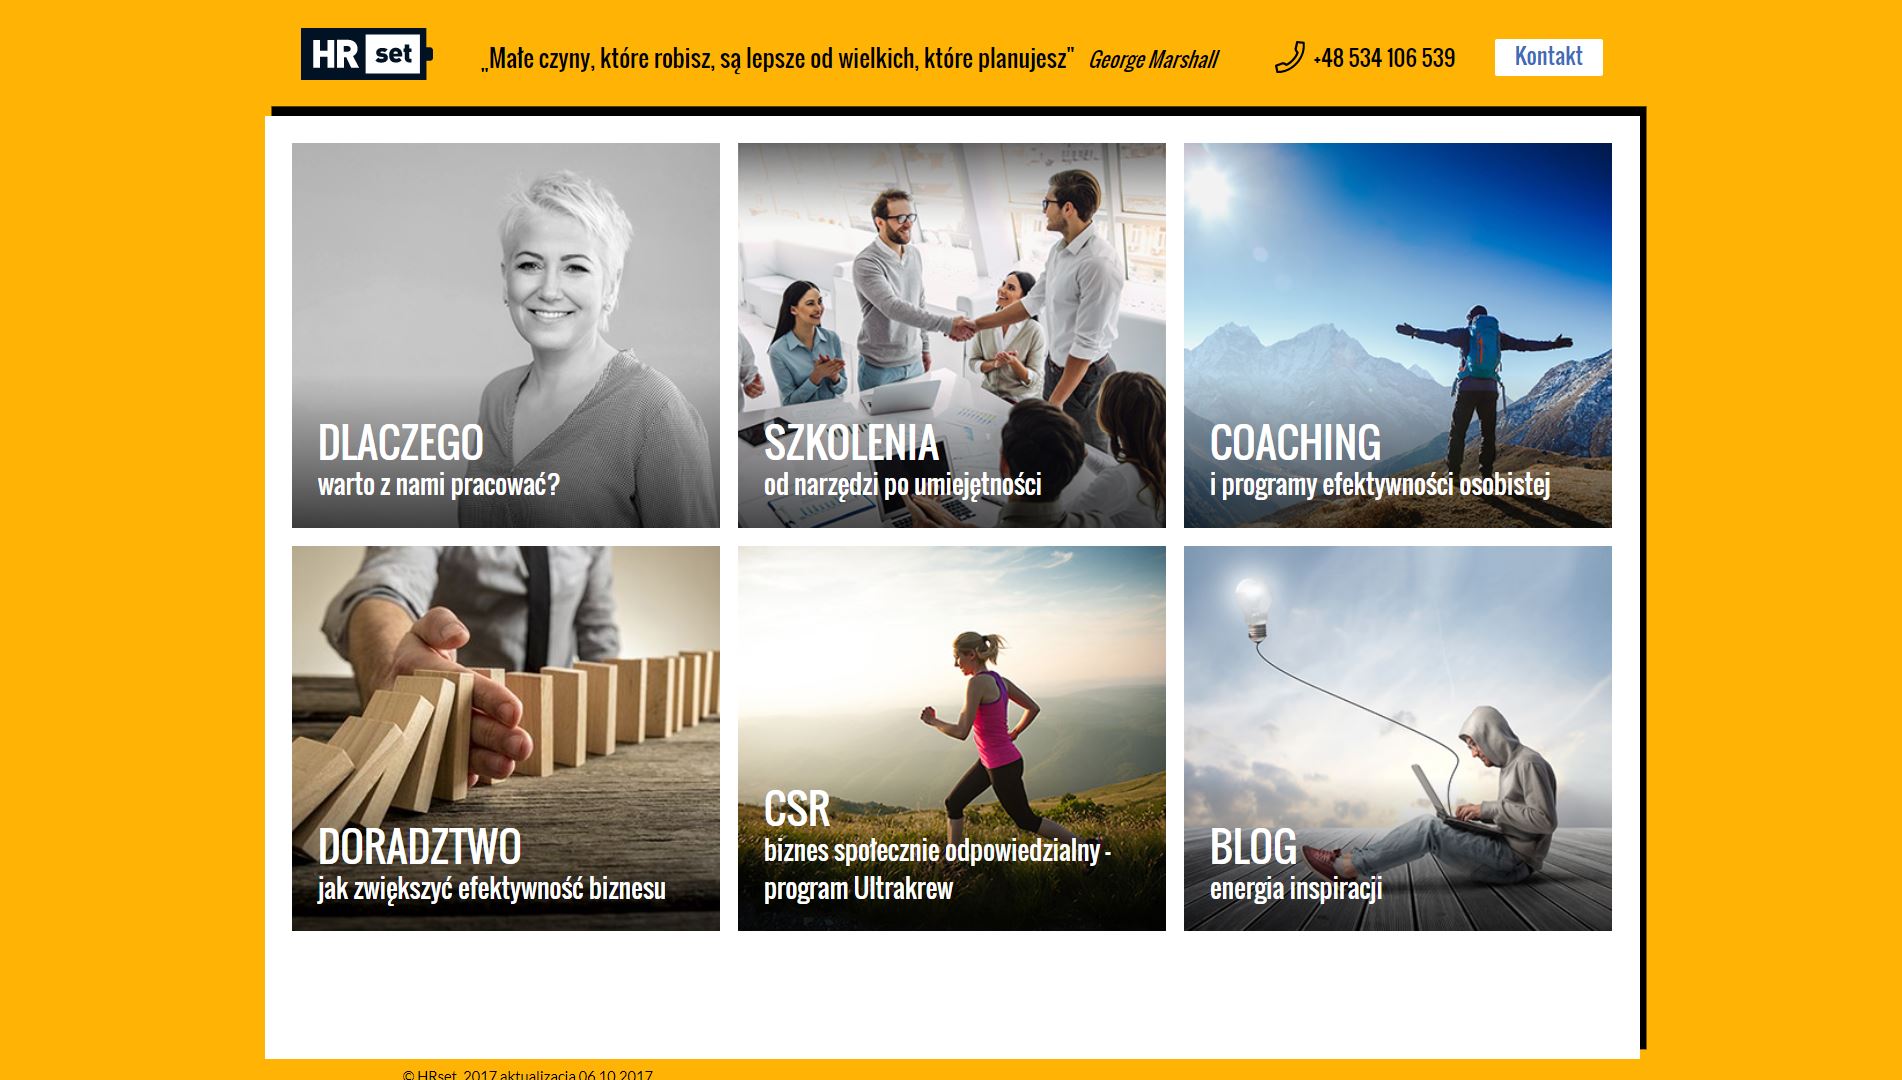 HR set
„Małe czyny, które robisz, są lepsze od wielkich, które planujesz" George Marshall
+48 534 106 539
Kontakt
DLACZEGO
warto z nami pracować?
SZKOLENIA
od narzędzi po umiejętności
COACHING
i programy efektywności osobistej
DORADZTWO
jak zwiększyć efektywność biznesu
CSR
biznes społecznie odpowiedzialny -
program Ultrakrew
BLOG
energia inspiracji
© HRset, 2017 aktualizacja 06.10.2017